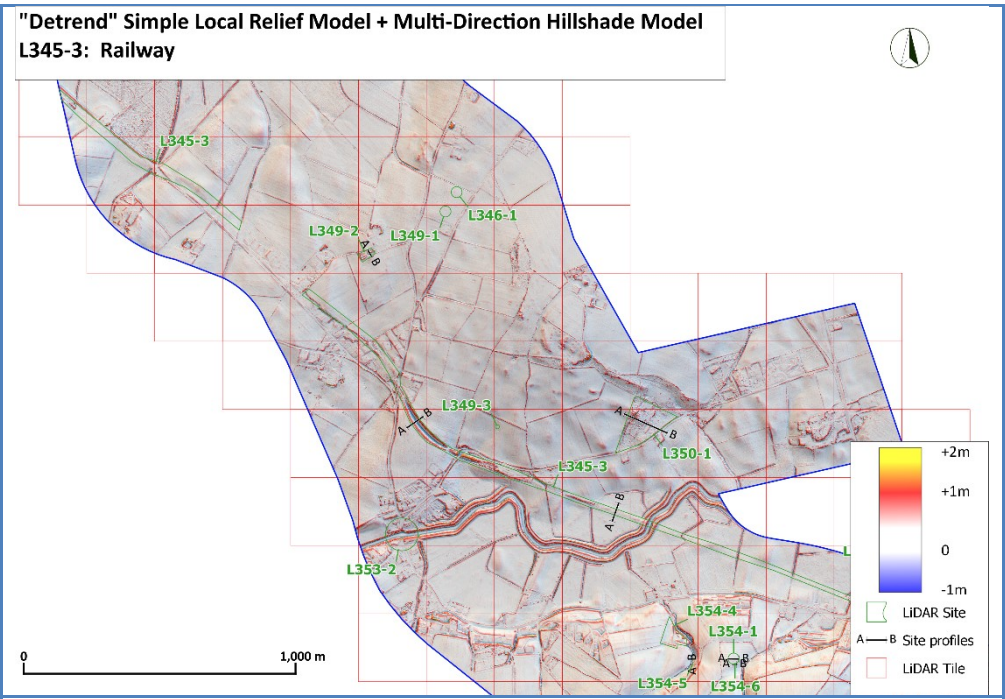 "Detrend" Simple Local Relief Model + Multi-Direction Hillshade Model
L345-3: Railway
L345-3
L346-1
L349-2
L349-1
A
B
L349-3
A
B
A
B
L350-1
L345-3
B
A
L
L353-2
L354-4
L354-1
B
A
A B
A B
L354-5
L354-6
+2m
+1m
0
-1m
LiDAR Site
A B Site profiles
LiDAR Tile
0
1,000 m